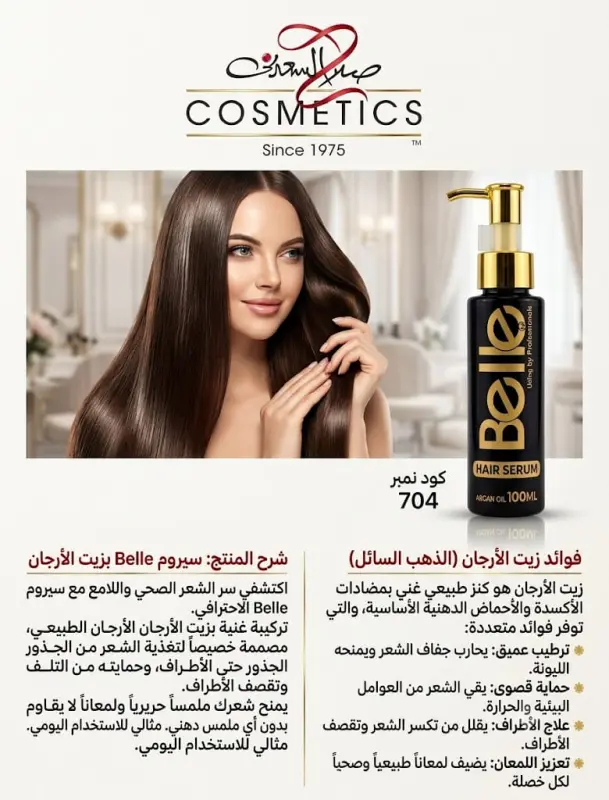 COSMETICS
Since 1975
TM
Belle
Using by Professionals
HAIR SERUM
ARGAN OIL 100ML
كود نمبر
704
فوائد زيت الأرجان (الذهب السائل)
زيت الأرجان هو كنز طبيعي غني بمضادات
الأكسدة والأحماض الدهنية الأساسية، والتي
توفر فوائد متعددة:
ترطيب عميق: يحارب جفاف الشعر ويمنحه
الليونة.
حماية قصوى: يقي الشعر من العوامل
البيئية والحرارة.
علاج الأطراف: يقلل من تكسر الشعر وتقصف
الأطراف.
تعزيز اللمعان: يضيف لمعاناً طبيعياً وصحياً
لكل خصلة.
شرح المنتج: سيروم Belle بزيت الأرجان
اكتشفي سر الشعر الصحي واللامع مع سيروم
Belle الاحترافي.
تركيبة غنية بزيت الأرجان الأرجان الطبيعي،
مصممة خصيصاً لتغذية الشعر من الجذور
الجذور حتى الأطراف، وحمايته من التلف
وتقصف الأطراف.
يمنح شعرك ملمساً حريرياً ولمعاناً لا يقاوم
بدون أي ملمس دهني. مثالي للاستخدام اليومي.
مثالي للاستخدام اليومي.